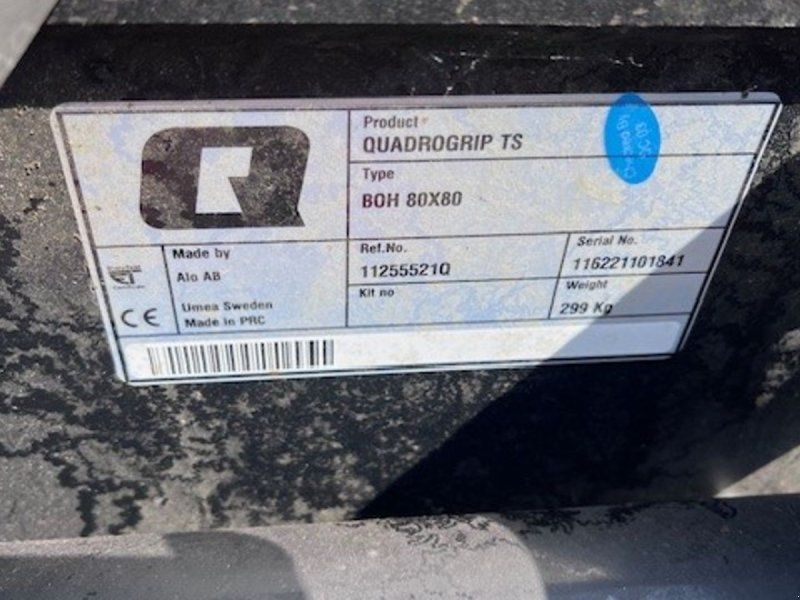 Product
QUADROGRIP TS
Type
BOH 80X80
Made by
Alo AB
Umea Sweden
Made in PRC
Ref.No.
11255521Q
Serial No.
116221101841
Kit no
Weight
299 Kg
CE